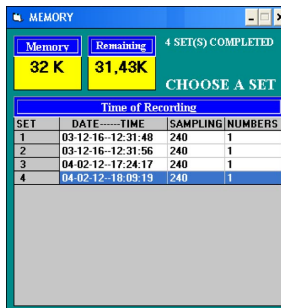 MEMORY
Memory Remaining 4 SET(S) COMPLETED
32 K 31,43K
CHOOSE A SET
Time of Recording
SET DATE------TIME SAMPLING NUMBERS
1 03-12-16--12:31:48 240 1
2 03-12-16--12:31:56 240 1
3 04-02-12--17:24:17 240 1
4 04-02-12--18:09:19 240 1